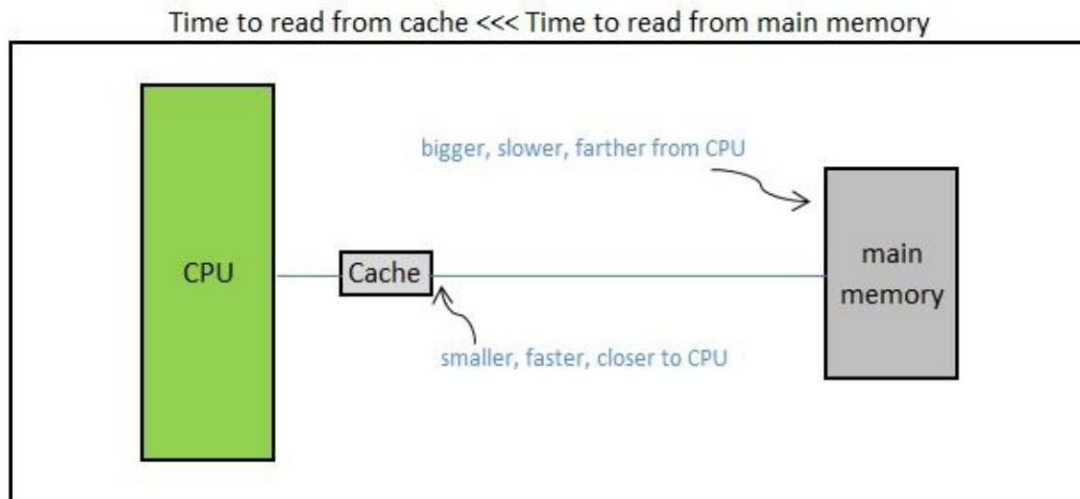 Time to read from cache <<< Time to read from main memory
bigger, slower, farther from CPU
CPU
Cache
main
memory
smaller, faster, closer to CPU